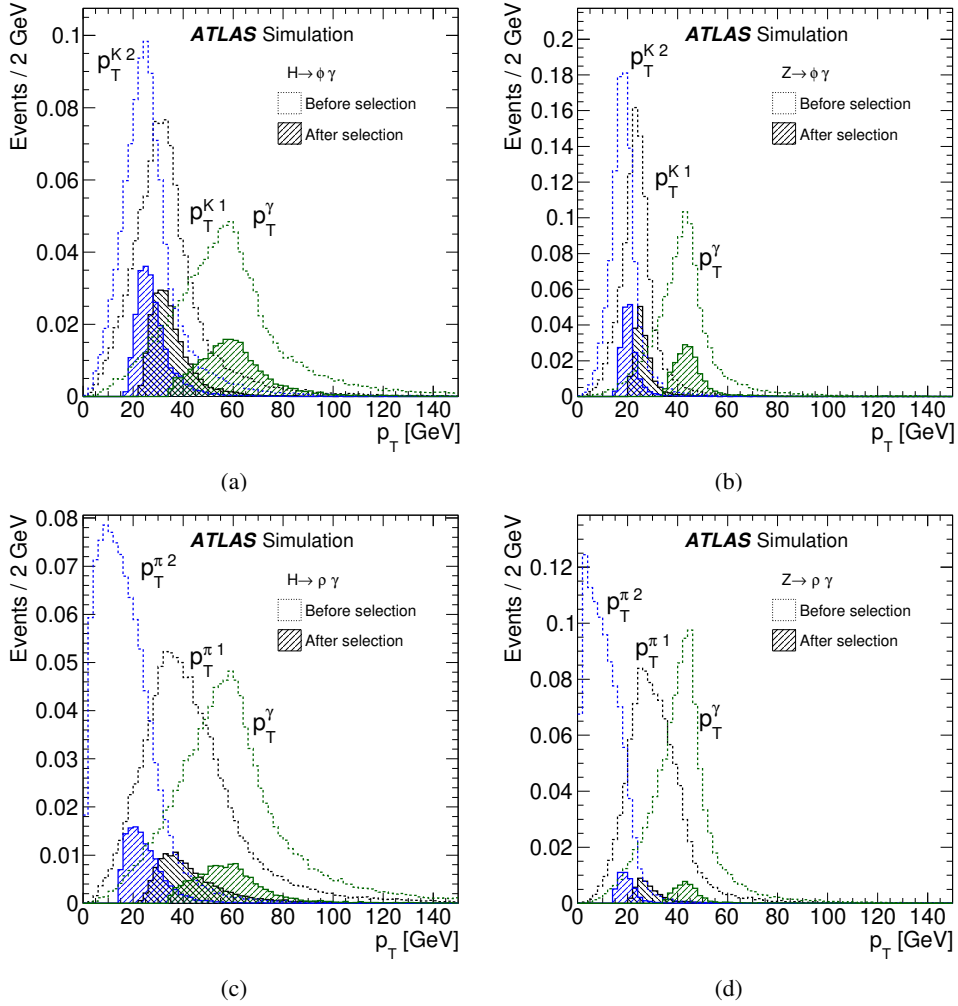 Events / 2 GeV
0.1
0.08
0.06
0.04
0.02
0
ATLAS Simulation
H→ φ γ
Before selection
After selection
p_T^{K 2}
p_T^{K 1}
p_T^γ
0 20 40 60 80 100 120 140
p_T [GeV]
(a)
Events / 2 GeV
0.2
0.18
0.16
0.14
0.12
0.1
0.08
0.06
0.04
0.02
0
ATLAS Simulation
Z→ φ γ
Before selection
After selection
p_T^{K 2}
p_T^{K 1}
p_T^γ
0 20 40 60 80 100 120 140
p_T [GeV]
(b)
Events / 2 GeV
0.08
0.07
0.06
0.05
0.04
0.03
0.02
0.01
0
ATLAS Simulation
H→ ρ γ
Before selection
After selection
p_T^{π 2}
p_T^{π 1}
p_T^γ
0 20 40 60 80 100 120 140
p_T [GeV]
(c)
Events / 2 GeV
0.12
0.1
0.08
0.06
0.04
0.02
0
ATLAS Simulation
Z→ ρ γ
Before selection
After selection
p_T^{π 2}
p_T^{π 1}
p_T^γ
0 20 40 60 80 100 120 140
p_T [GeV]
(d)